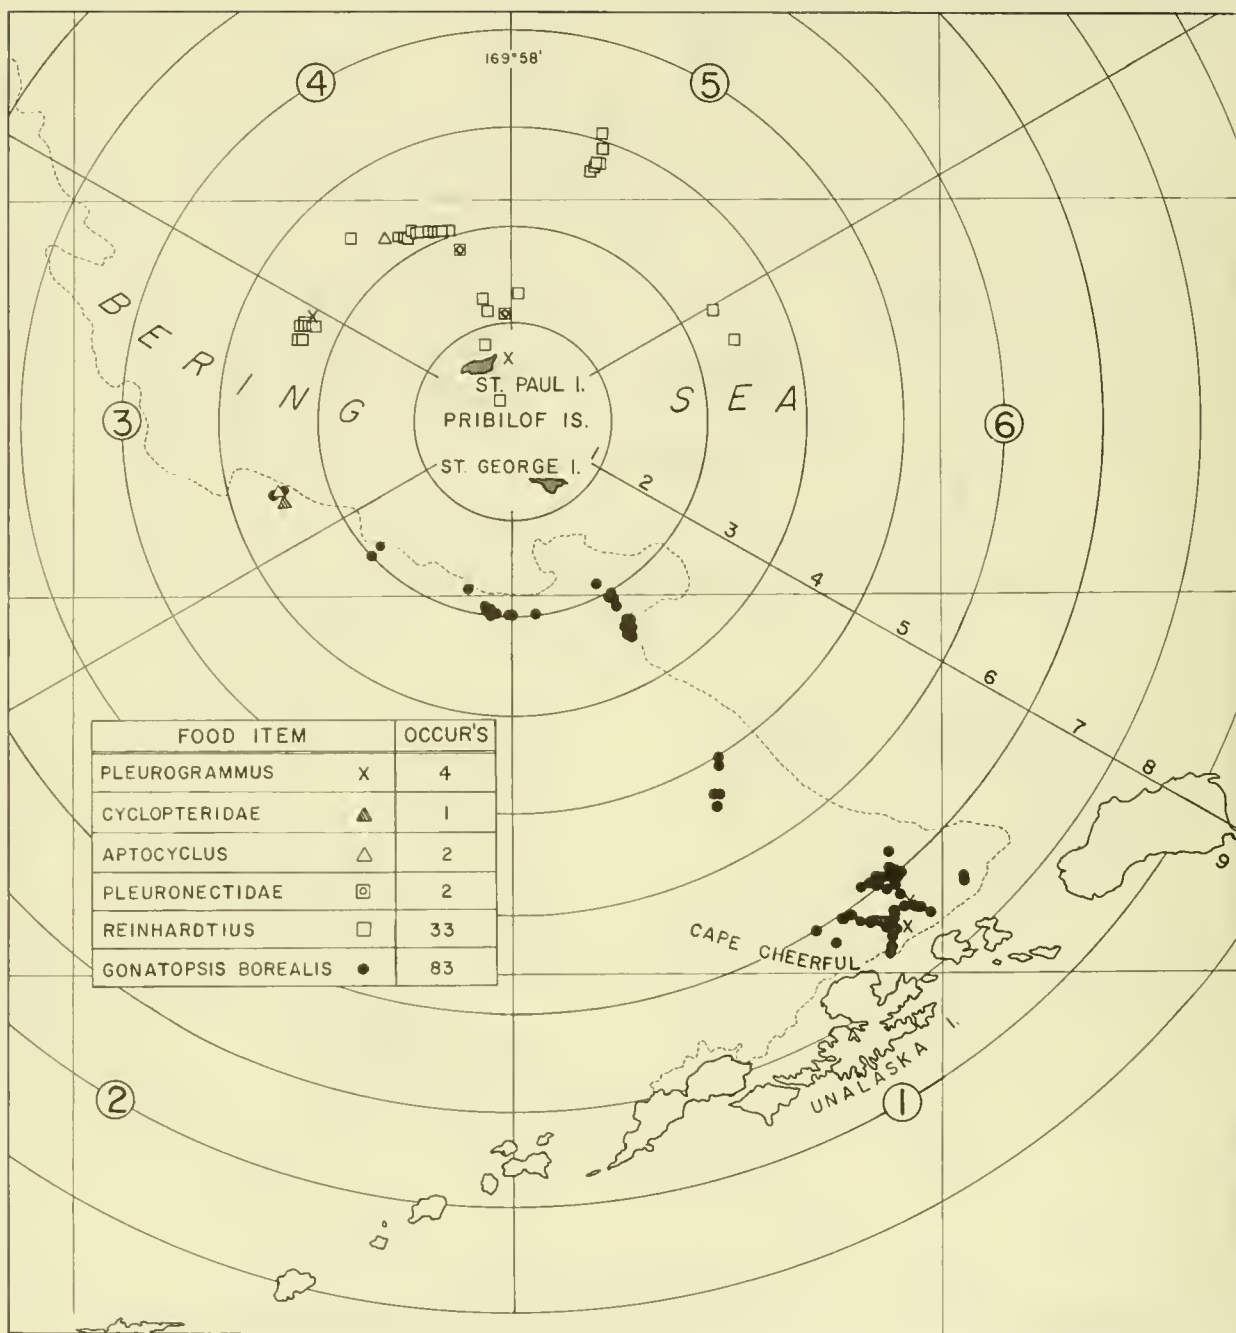 169°58'
4
5
BERING SEA
ST. PAUL I.
PRIBILOF IS.
ST. GEORGE I.
3
6
2
3
4
5
6
7
8
9
FOOD ITEM OCCUR'S
PLEUROGRAMMUS X 4
CYCLOPTERIDAE 1
APTOCYCLUS 2
PLEURONECTIDAE 2
REINHARDTIUS 33
GONATOPSIS BOREALIS 83
CAPE CHEERFUL
UNALASKA I.
2
1